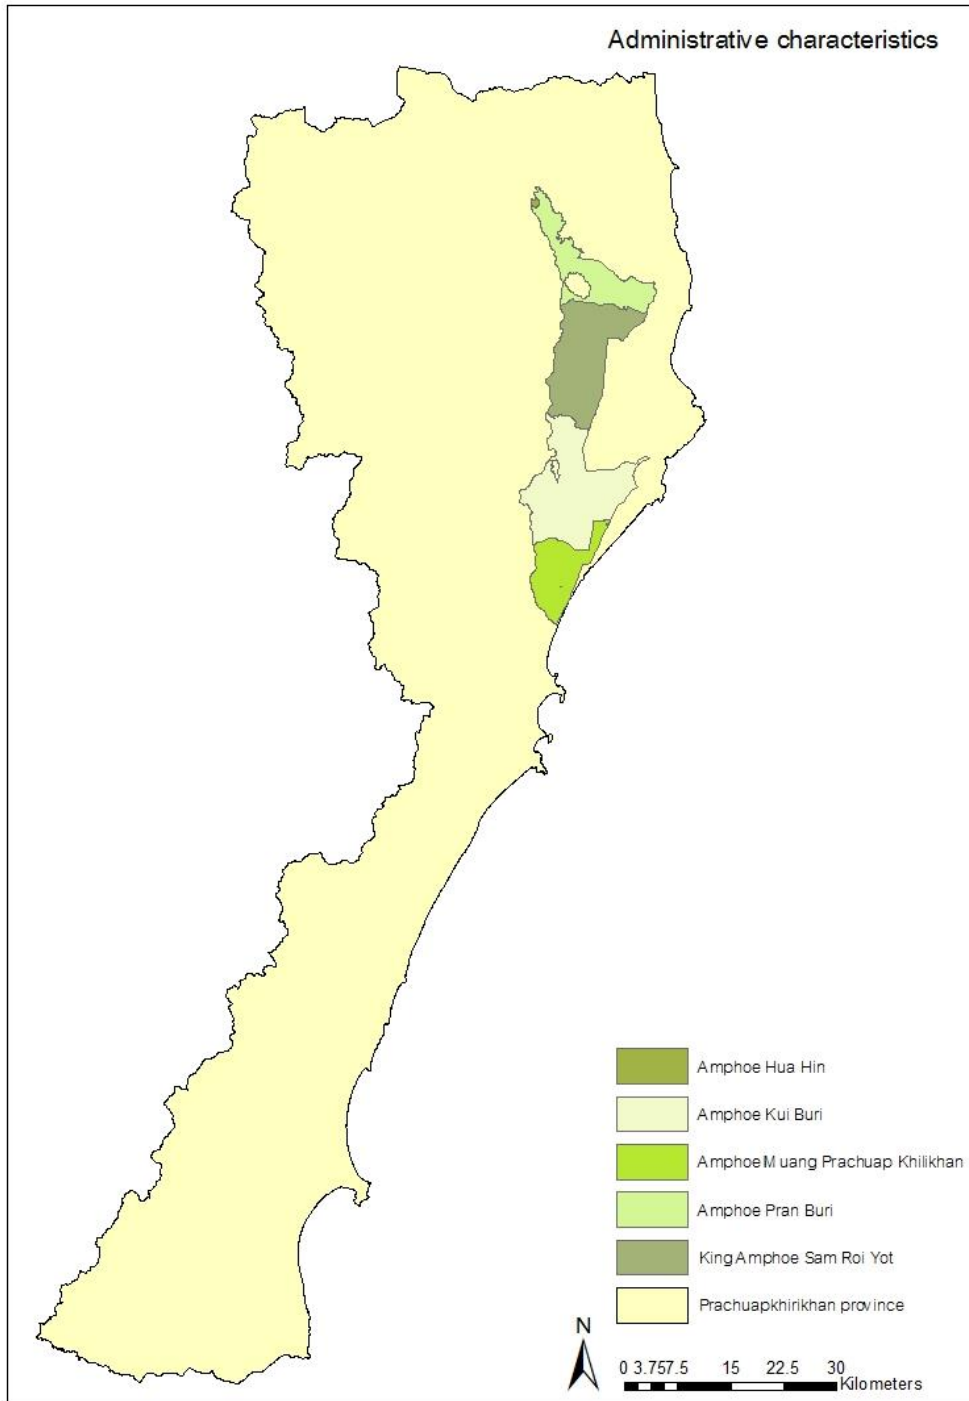 Administrative characteristics
Amphoe Hua Hin
Amphoe Kui Buri
Amphoe Muang Prachuap Khilikhan
Amphoe Pran Buri
King Amphoe Sam Roi Yot
Prachuapkhirikhan province
N
0 3.757.5 15 22.5 30
Kilometers